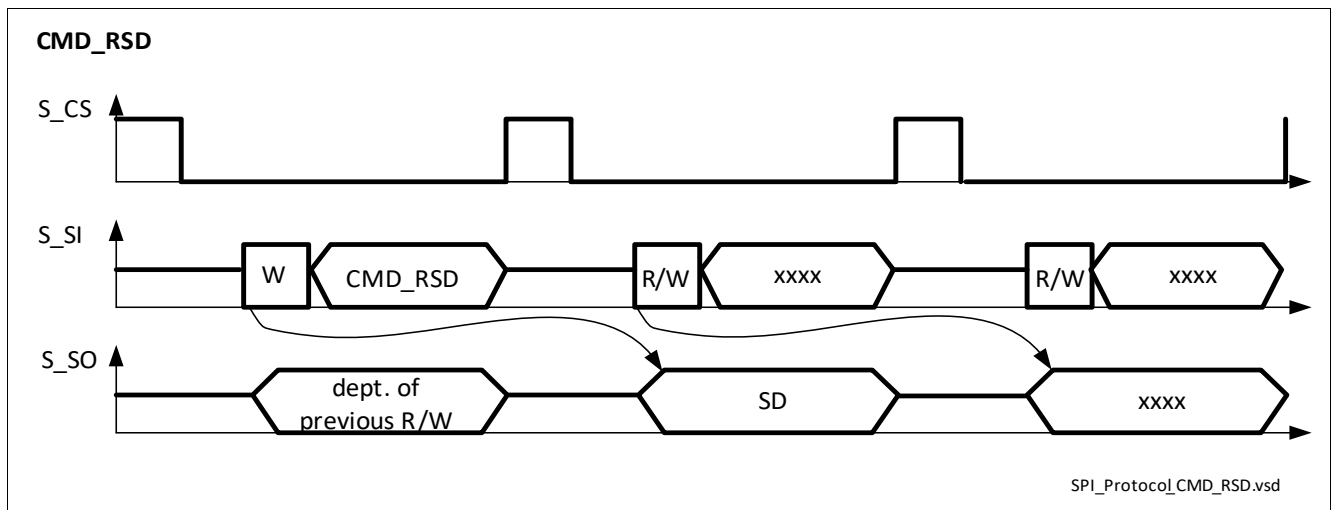 CMD_RSD
S_CS
S_SI
W
CMD_RSD
R/W
xxxx
R/W
xxxx
S_SO
dept. of
previous R/W
SD
xxxx
SPI_Protocol_CMD_RSD.vsd